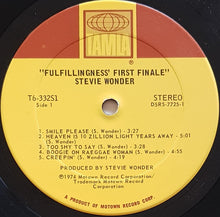 TAMLA
"FULFILLINGNESS' FIRST FINALE"
STEVIE WONDER
T6-332S1
Side 1
STEREO
DSRS-7725-1
1. SMILE PLEASE (S. Wonder) - 3:27
2. HEAVEN IS 10 ZILLION LIGHT YEARS AWAY - 5:01
(S. Wonder)
3. TOO SHY TO SAY (S. Wonder) - 3:27
4. BOOGIE ON RAEGGAE WOMAN (S. Wonder) - 4:55
5. CREEPIN' (S. Wonder) - 4:19
PRODUCED BY STEVIE WONDER
℗1974 Motown Record Corporation/
Trademark Motown Record Corporation
A PRODUCT OF MOTOWN RECORD CORP.